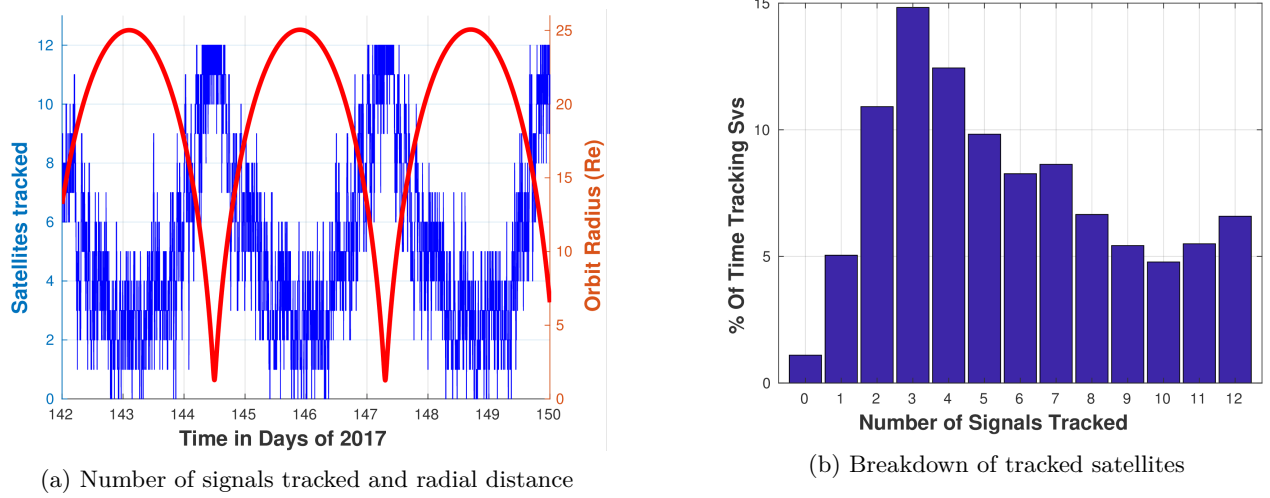 12
10
8
6
4
2
0
Satellites tracked
25
20
15
10
5
0
Orbit Radius (Re)
142 143 144 145 146 147 148 149 150
Time in Days of 2017
(a) Number of signals tracked and radial distance
15
10
5
0
% Of Time Tracking Svs
0 1 2 3 4 5 6 7 8 9 10 11 12
Number of Signals Tracked
(b) Breakdown of tracked satellites